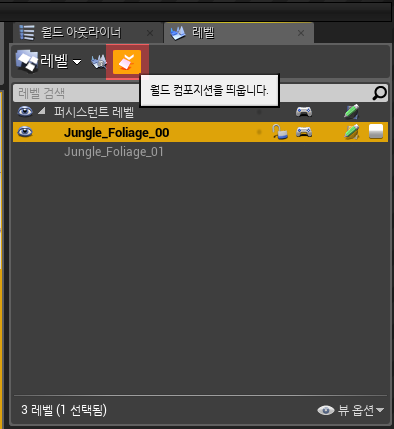 월드 아웃라이너
레벨
레벨
월드 컴포지션을 띄웁니다.
레벨 검색
퍼시스턴트 레벨
Jungle_Foliage_00
Jungle_Foliage_01
3 레벨 (1 선택됨)
뷰 옵션